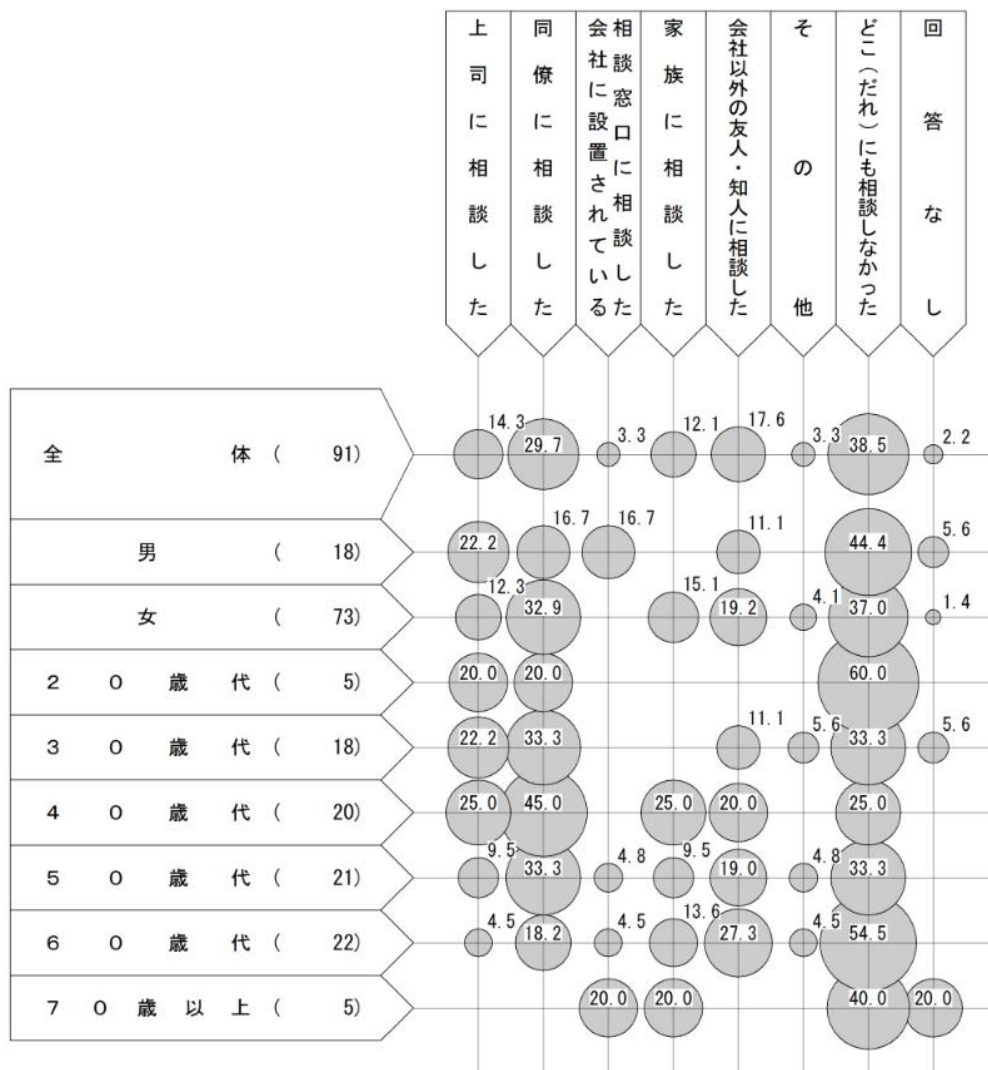 上司に相談した
同僚に相談した
会社に設置されている
相談窓口に相談した
家族に相談した
会社以外の友人・知人に相談した
その他
どこ（だれ）にも相談しなかった
回答なし
全体 ( 91)
14.3 29.7 3.3 12.1 17.6 3.3 38.5 2.2
男 ( 18)
22.2 16.7 16.7 11.1 44.4 5.6
女 ( 73)
12.3 32.9 15.1 19.2 4.1 37.0 1.4
２０歳代 ( 5)
20.0 20.0 60.0
３０歳代 ( 18)
22.2 33.3 11.1 5.6 33.3 5.6
４０歳代 ( 20)
25.0 45.0 25.0 20.0 25.0
５０歳代 ( 21)
9.5 33.3 4.8 9.5 19.0 4.8 33.3
６０歳代 ( 22)
4.5 18.2 4.5 13.6 27.3 4.5 54.5
７０歳以上 ( 5)
20.0 20.0 40.0 20.0